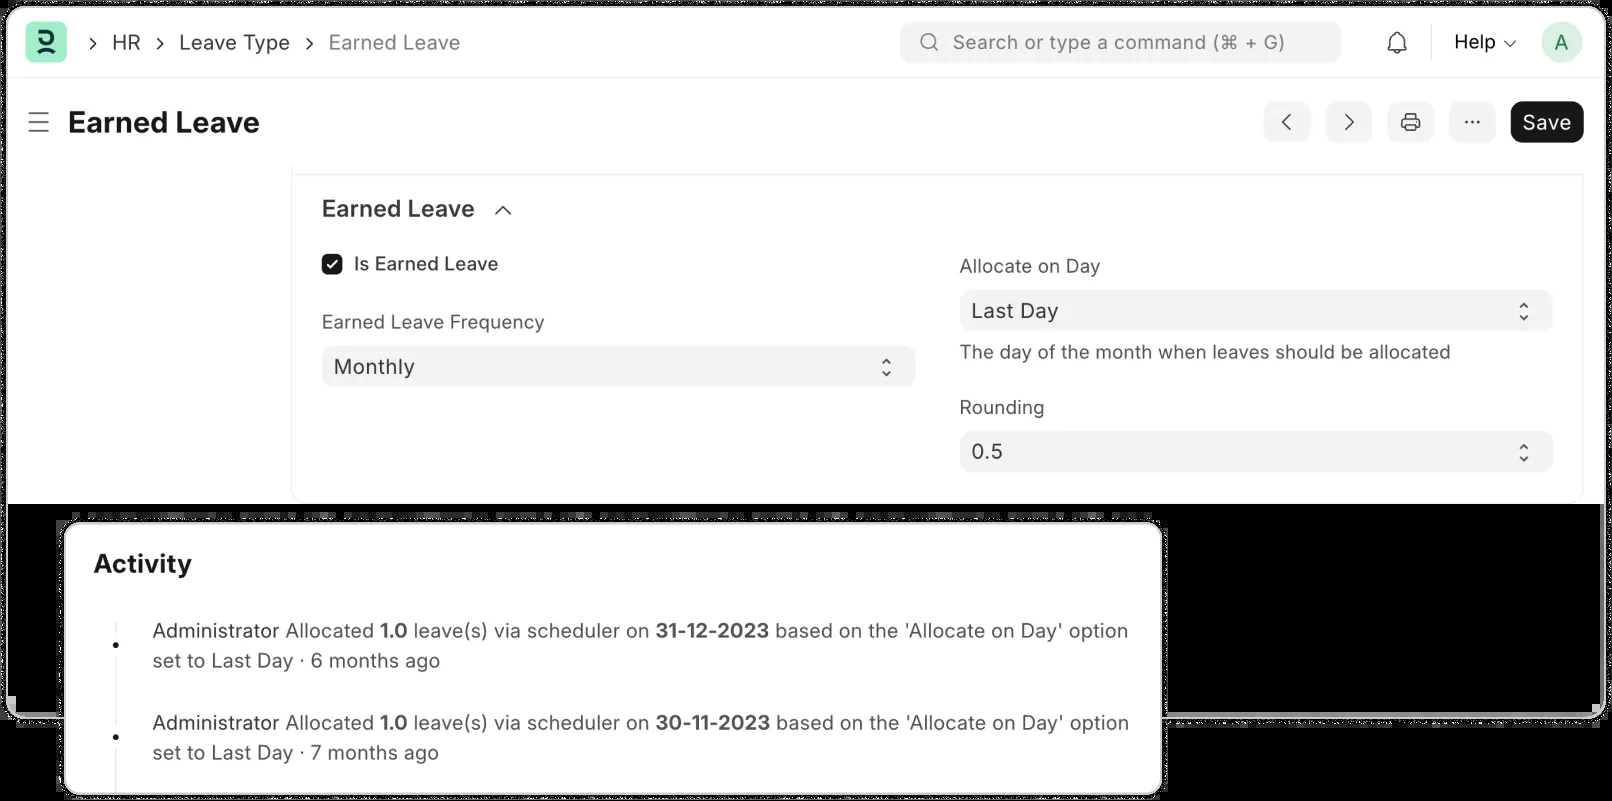 HR > Leave Type > Earned Leave
Search or type a command (⌘ + G)
Help
A
Earned Leave
Save
Earned Leave
Is Earned Leave
Earned Leave Frequency
Monthly
Allocate on Day
Last Day
The day of the month when leaves should be allocated
Rounding
0.5
Activity
Administrator Allocated 1.0 leave(s) via scheduler on 31-12-2023 based on the 'Allocate on Day' option
set to Last Day · 6 months ago
Administrator Allocated 1.0 leave(s) via scheduler on 30-11-2023 based on the 'Allocate on Day' option
set to Last Day · 7 months ago